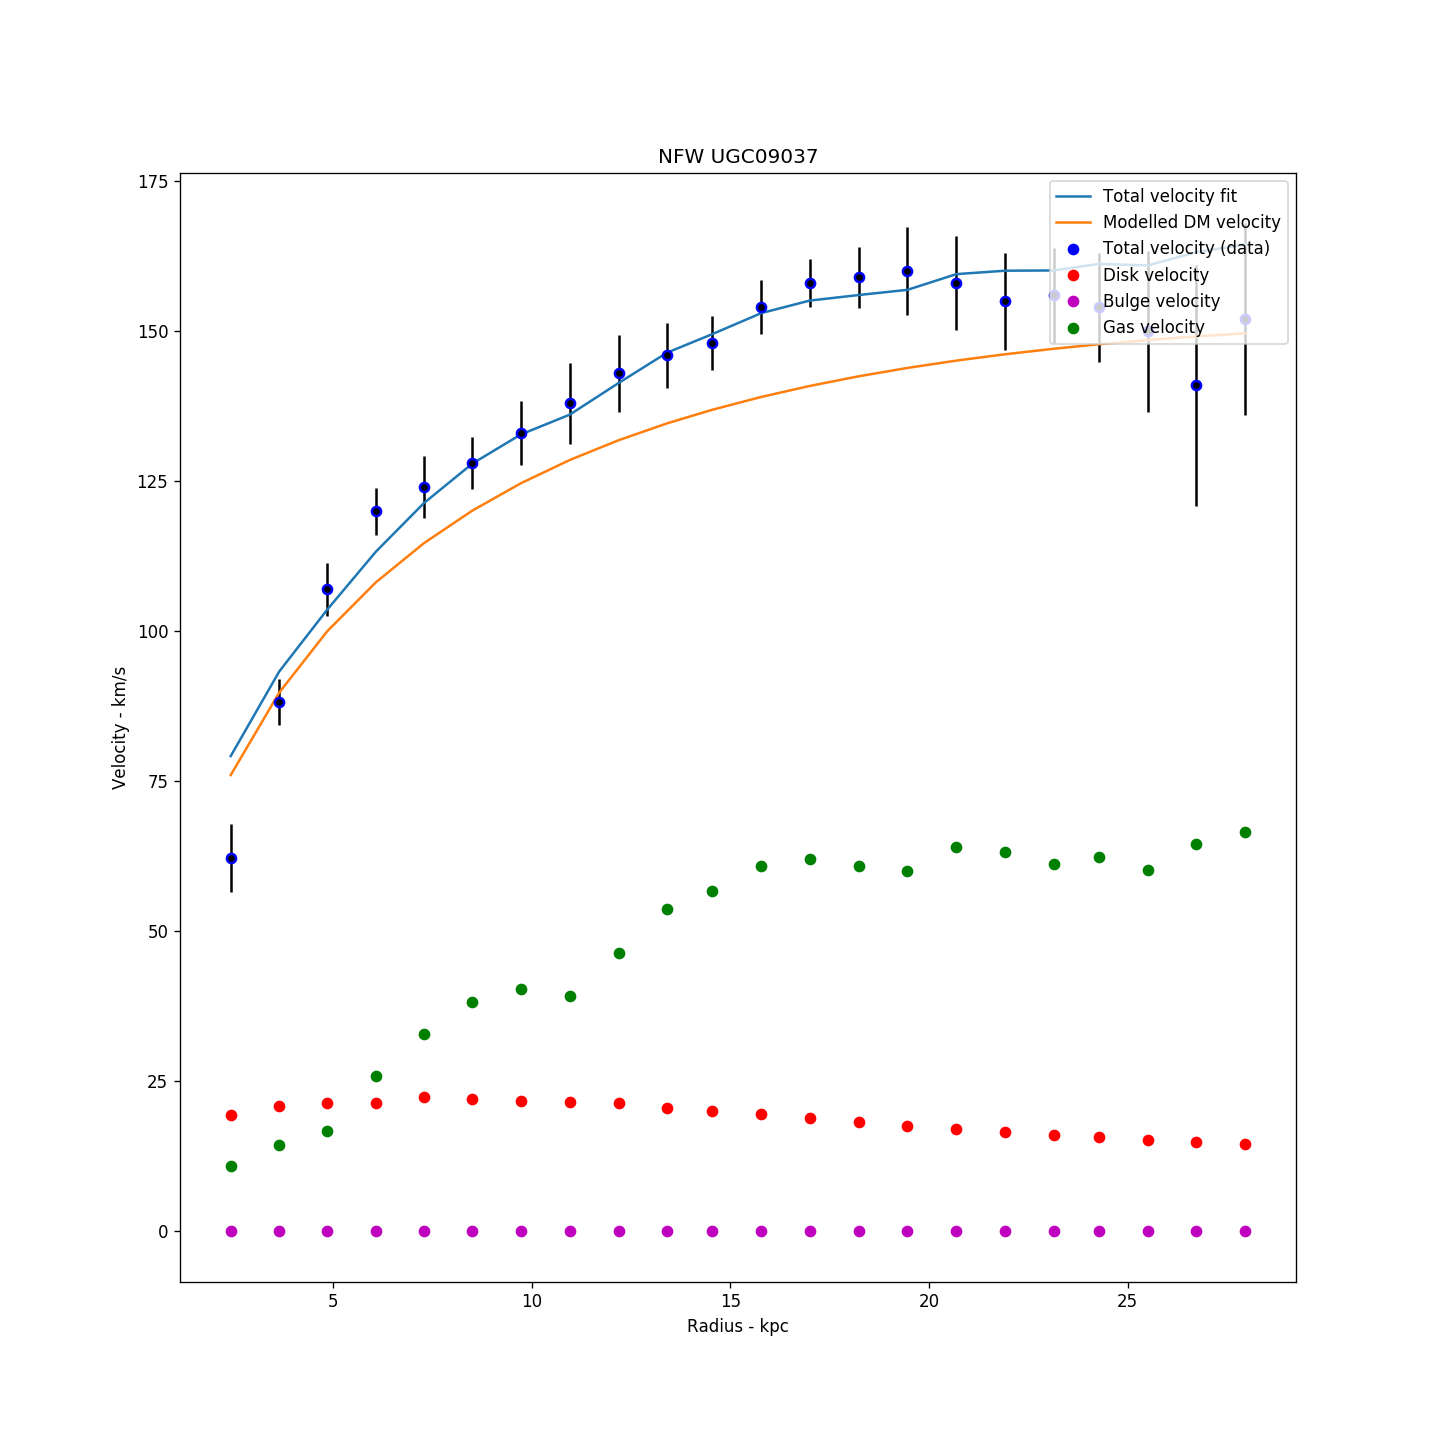 NFW UGC09037
175
150
125
100
75
50
25
0
Velocity - km/s
Total velocity fit
Modelled DM velocity
Total velocity (data)
Disk velocity
Bulge velocity
Gas velocity
5 10 15 20 25
Radius - kpc